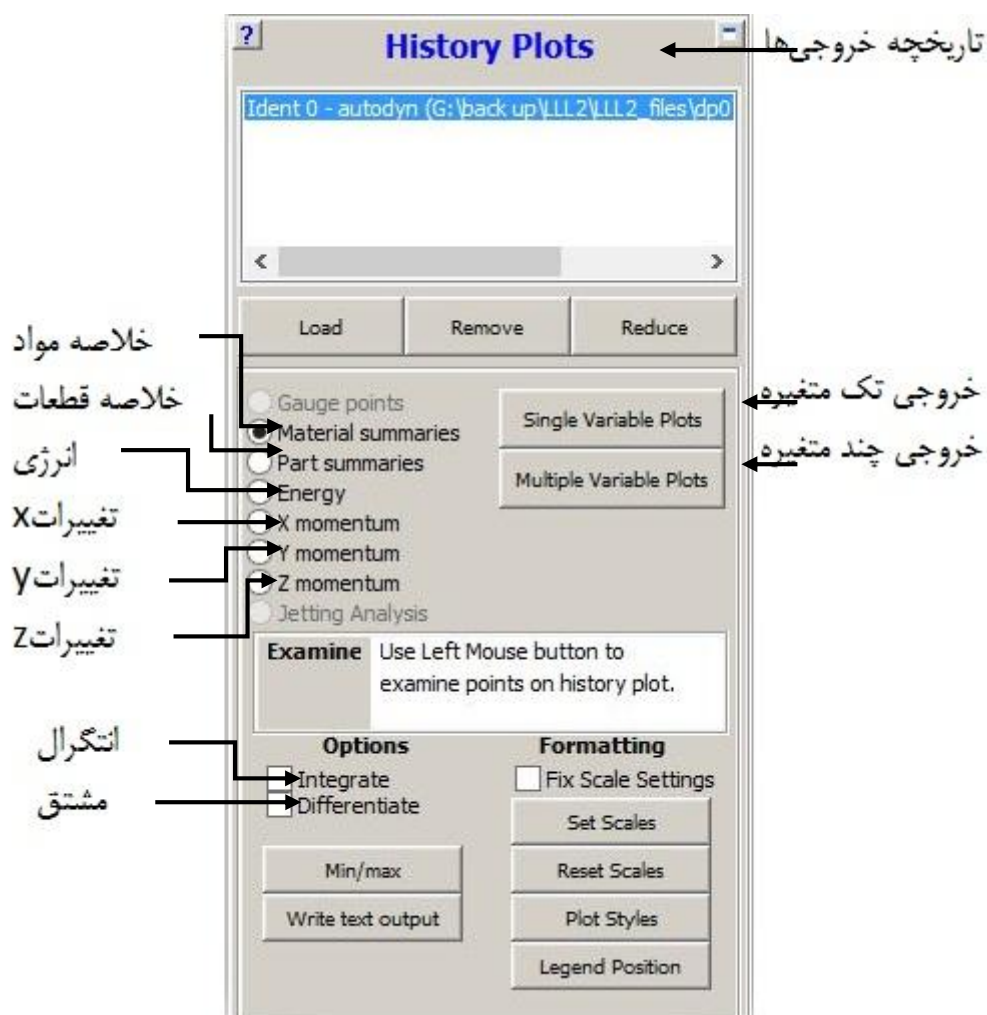 ?
History Plots
تاریخچه خروجی‌ها
Ident 0 - autodyn (G:\back up\LLL2\LLL2_files\dp0
Load
Remove
Reduce
خلاصه مواد
خلاصه قطعات
انرژی
تغییراتx
تغییراتy
تغییراتz
Gauge points
Material summaries
Part summaries
Energy
X momentum
Y momentum
Z momentum
Jetting Analysis
Single Variable Plots
Multiple Variable Plots
خروجی تک متغیره
خروجی چند متغیره
Examine
Use Left Mouse button to
examine points on history plot.
انتگرال
مشتق
Options
Integrate
Differentiate
Min/max
Write text output
Formatting
Fix Scale Settings
Set Scales
Reset Scales
Plot Styles
Legend Position